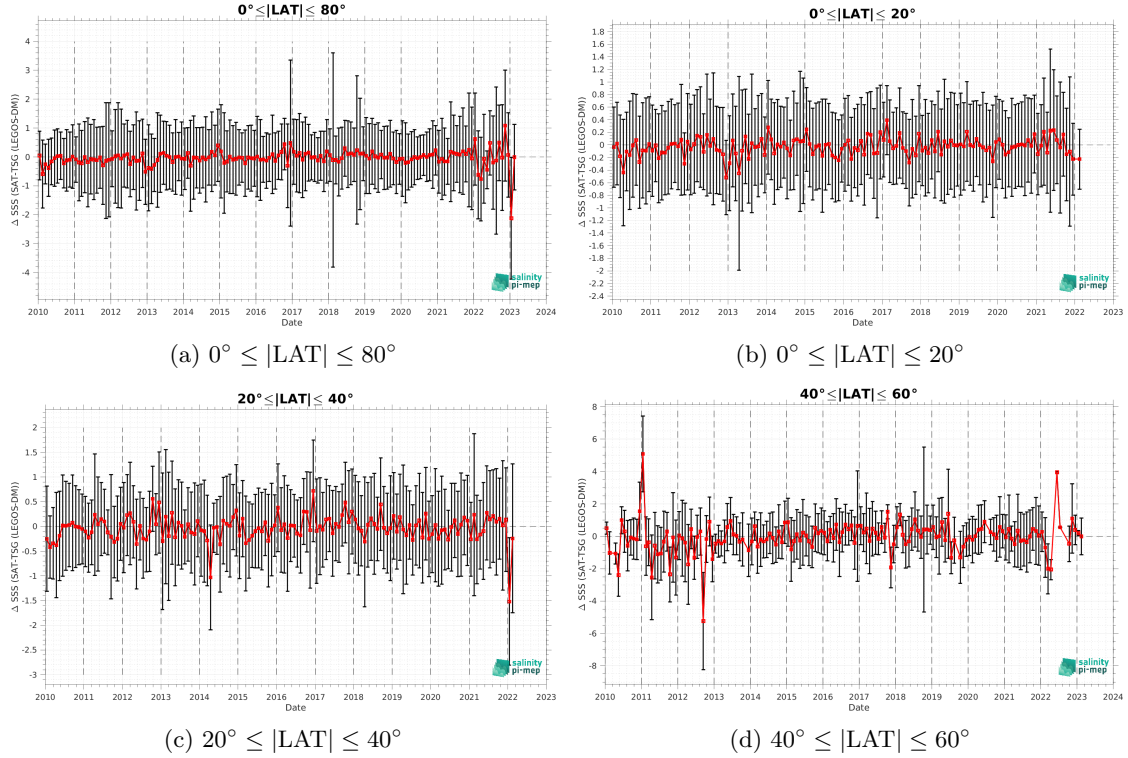 0°≤|LAT|≤ 80°
Δ SSS (SAT-TSG (LEGOS-DM))
4
3
2
1
0
-1
-2
-3
-4
2010 2011 2012 2013 2014 2015 2016 2017 2018 2019 2020 2021 2022 2023 2024
Date
salinity
pi-mep
(a) 0° ≤ |LAT| ≤ 80°
0°≤|LAT|≤ 20°
Δ SSS (SAT-TSG (LEGOS-DM))
1.8
1.6
1.4
1.2
1
0.8
0.6
0.4
0.2
0
-0.2
-0.4
-0.6
-0.8
-1
-1.2
-1.4
-1.6
-1.8
-2
-2.2
-2.4
2010 2011 2012 2013 2014 2015 2016 2017 2018 2019 2020 2021 2022 2023
Date
salinity
pi-mep
(b) 0° ≤ |LAT| ≤ 20°
20°≤|LAT|≤ 40°
Δ SSS (SAT-TSG (LEGOS-DM))
2
1.5
1
0.5
0
-0.5
-1
-1.5
-2
-2.5
-3
2010 2011 2012 2013 2014 2015 2016 2017 2018 2019 2020 2021 2022 2023
Date
salinity
pi-mep
(c) 20° ≤ |LAT| ≤ 40°
40°≤|LAT|≤ 60°
Δ SSS (SAT-TSG (LEGOS-DM))
8
6
4
2
0
-2
-4
-6
-8
2010 2011 2012 2013 2014 2015 2016 2017 2018 2019 2020 2021 2022 2023 2024
Date
salinity
pi-mep
(d) 40° ≤ |LAT| ≤ 60°